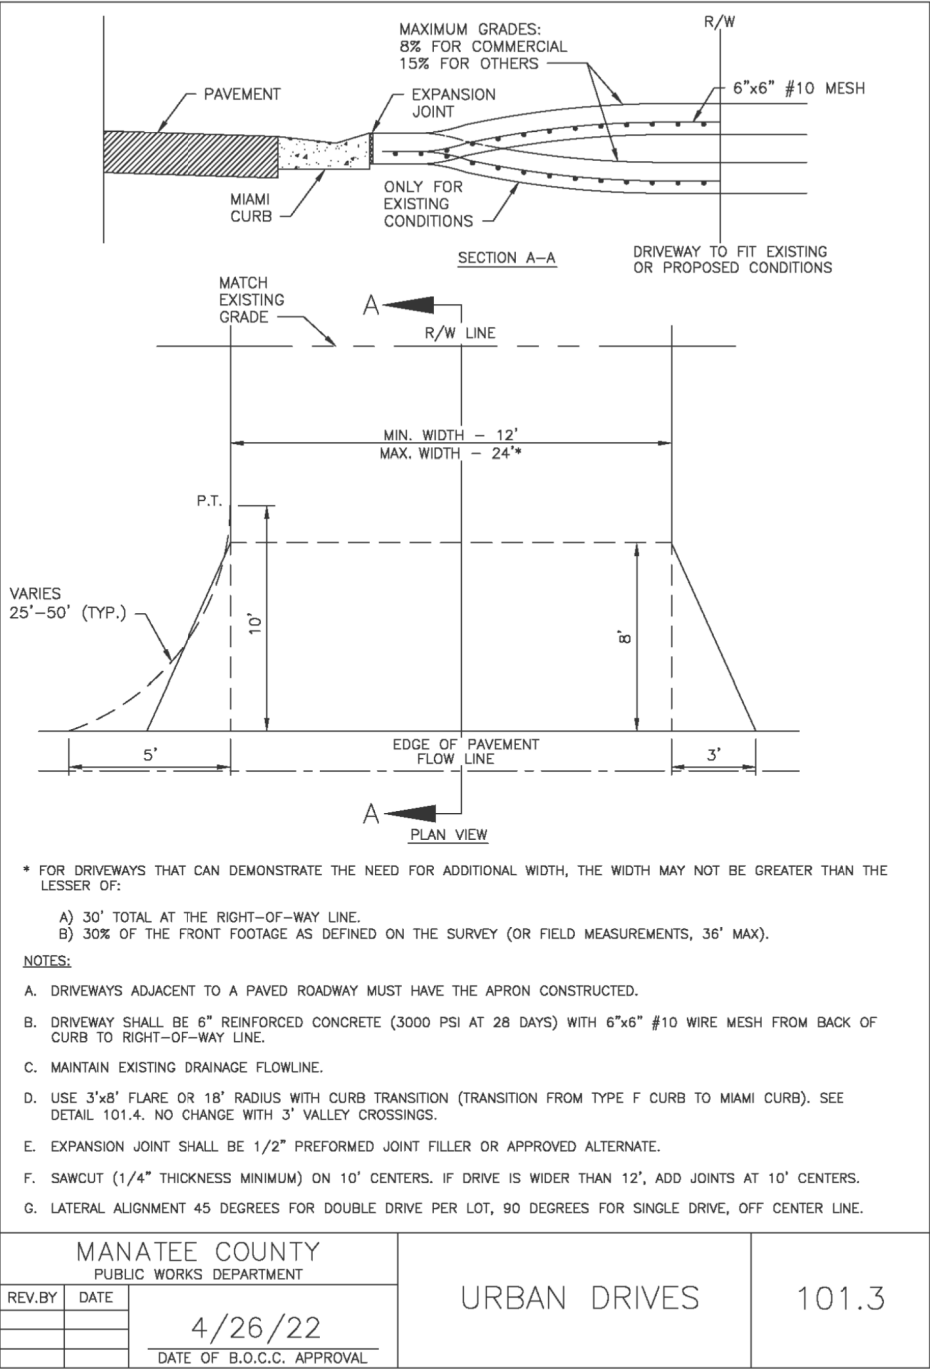 MAXIMUM GRADES:
8% FOR COMMERCIAL
15% FOR OTHERS
R/W
6"x6" #10 MESH
PAVEMENT
EXPANSION
JOINT
MIAMI
CURB
ONLY FOR
EXISTING
CONDITIONS
SECTION A-A
DRIVEWAY TO FIT EXISTING
OR PROPOSED CONDITIONS
MATCH
EXISTING
GRADE
A
R/W LINE
MIN. WIDTH - 12'
MAX. WIDTH - 24'*
P.T.
VARIES
25'-50' (TYP.)
10'
8'
5'
EDGE OF PAVEMENT
FLOW LINE
3'
A
PLAN VIEW
* FOR DRIVEWAYS THAT CAN DEMONSTRATE THE NEED FOR ADDITIONAL WIDTH, THE WIDTH MAY NOT BE GREATER THAN THE
LESSER OF:
A) 30' TOTAL AT THE RIGHT-OF-WAY LINE.
B) 30% OF THE FRONT FOOTAGE AS DEFINED ON THE SURVEY (OR FIELD MEASUREMENTS, 36' MAX).
NOTES:
A. DRIVEWAYS ADJACENT TO A PAVED ROADWAY MUST HAVE THE APRON CONSTRUCTED.
B. DRIVEWAY SHALL BE 6" REINFORCED CONCRETE (3000 PSI AT 28 DAYS) WITH 6"x6" #10 WIRE MESH FROM BACK OF
CURB TO RIGHT-OF-WAY LINE.
C. MAINTAIN EXISTING DRAINAGE FLOWLINE.
D. USE 3'x8' FLARE OR 18' RADIUS WITH CURB TRANSITION (TRANSITION FROM TYPE F CURB TO MIAMI CURB). SEE
DETAIL 101.4. NO CHANGE WITH 3' VALLEY CROSSINGS.
E. EXPANSION JOINT SHALL BE 1/2" PREFORMED JOINT FILLER OR APPROVED ALTERNATE.
F. SAWCUT (1/4" THICKNESS MINIMUM) ON 10' CENTERS. IF DRIVE IS WIDER THAN 12', ADD JOINTS AT 10' CENTERS.
G. LATERAL ALIGNMENT 45 DEGREES FOR DOUBLE DRIVE PER LOT, 90 DEGREES FOR SINGLE DRIVE, OFF CENTER LINE.
MANATEE COUNTY
PUBLIC WORKS DEPARTMENT
REV.BY DATE
4/26/22
DATE OF B.O.C.C. APPROVAL
URBAN DRIVES
101.3